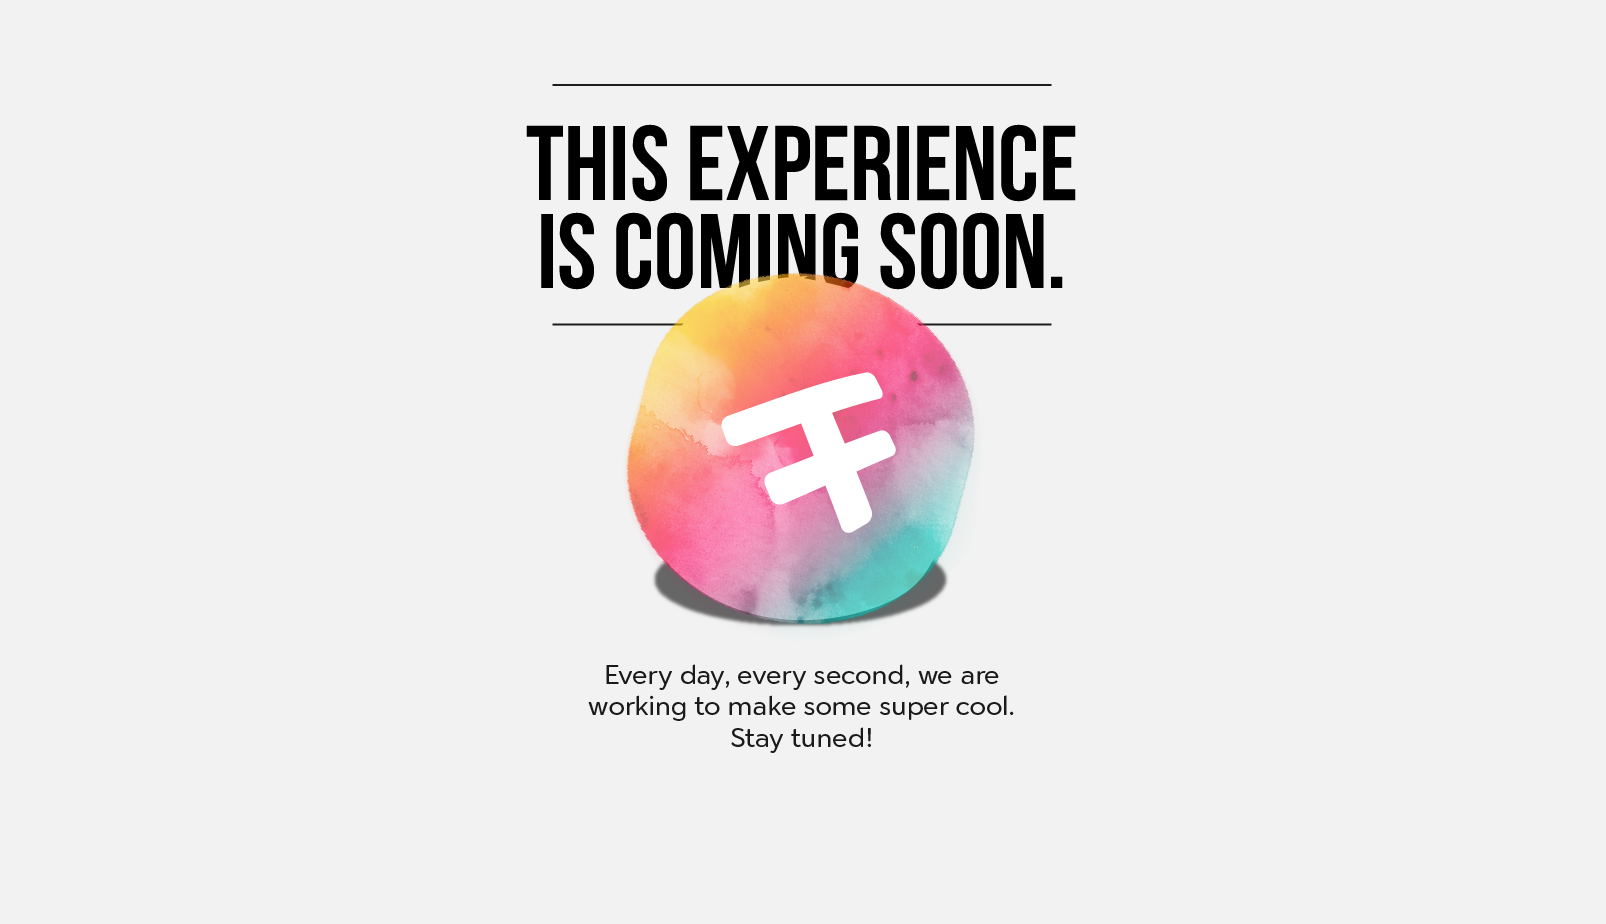 THIS EXPERIENCE
IS COMING SOON.
Every day, every second, we are
working to make some super cool.
Stay tuned!